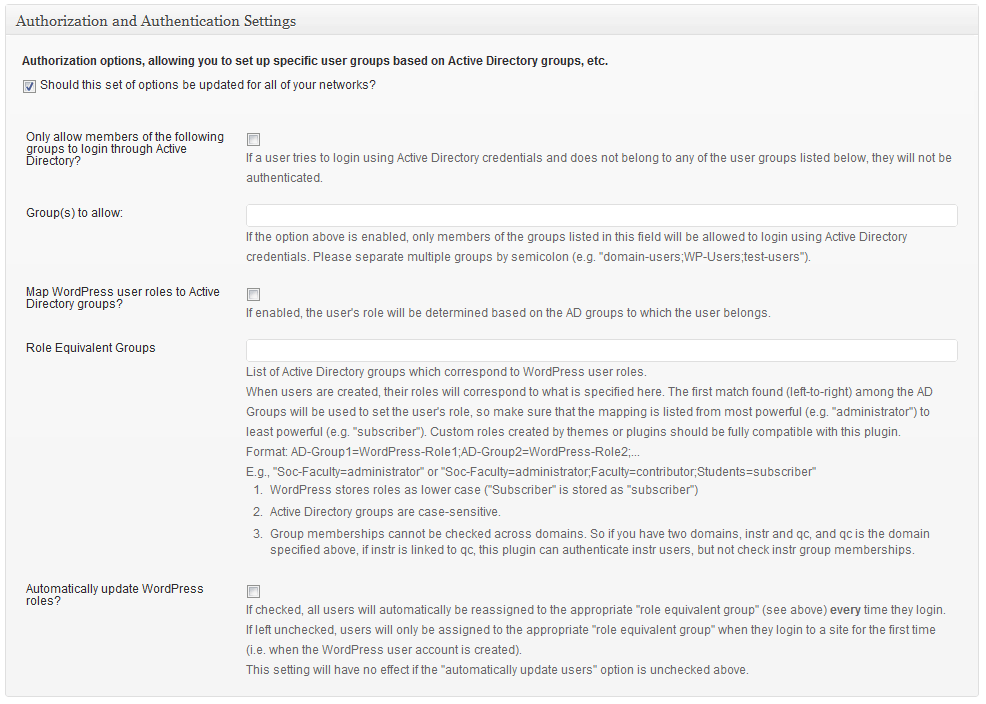 Authorization and Authentication Settings
Authorization options, allowing you to set up specific user groups based on Active Directory groups, etc.
Should this set of options be updated for all of your networks?
Only allow members of the following
groups to login through Active
Directory?
If a user tries to login using Active Directory credentials and does not belong to any of the user groups listed below, they will not be
authenticated.
Group(s) to allow:
If the option above is enabled, only members of the groups listed in this field will be allowed to login using Active Directory
credentials. Please separate multiple groups by semicolon (e.g. "domain-users;WP-Users;test-users").
Map WordPress user roles to Active
Directory groups?
If enabled, the user's role will be determined based on the AD groups to which the user belongs.
Role Equivalent Groups
List of Active Directory groups which correspond to WordPress user roles.
When users are created, their roles will correspond to what is specified here. The first match found (left-to-right) among the AD
Groups will be used to set the user's role, so make sure that the mapping is listed from most powerful (e.g. "administrator") to
least powerful (e.g. "subscriber"). Custom roles created by themes or plugins should be fully compatible with this plugin.
Format: AD-Group1=WordPress-Role1;AD-Group2=WordPress-Role2;...
E.g., "Soc-Faculty=administrator" or "Soc-Faculty=administrator;Faculty=contributor;Students=subscriber"
1. WordPress stores roles as lower case ("Subscriber" is stored as "subscriber")
2. Active Directory groups are case-sensitive.
3. Group memberships cannot be checked across domains. So if you have two domains, instr and qc, and qc is the domain
specified above, if instr is linked to qc, this plugin can authenticate instr users, but not check instr group memberships.
Automatically update WordPress
roles?
If checked, all users will automatically be reassigned to the appropriate "role equivalent group" (see above) every time they login.
If left unchecked, users will only be assigned to the appropriate "role equivalent group" when they login to a site for the first time
(i.e. when the WordPress user account is created).
This setting will have no effect if the "automatically update users" option is unchecked above.